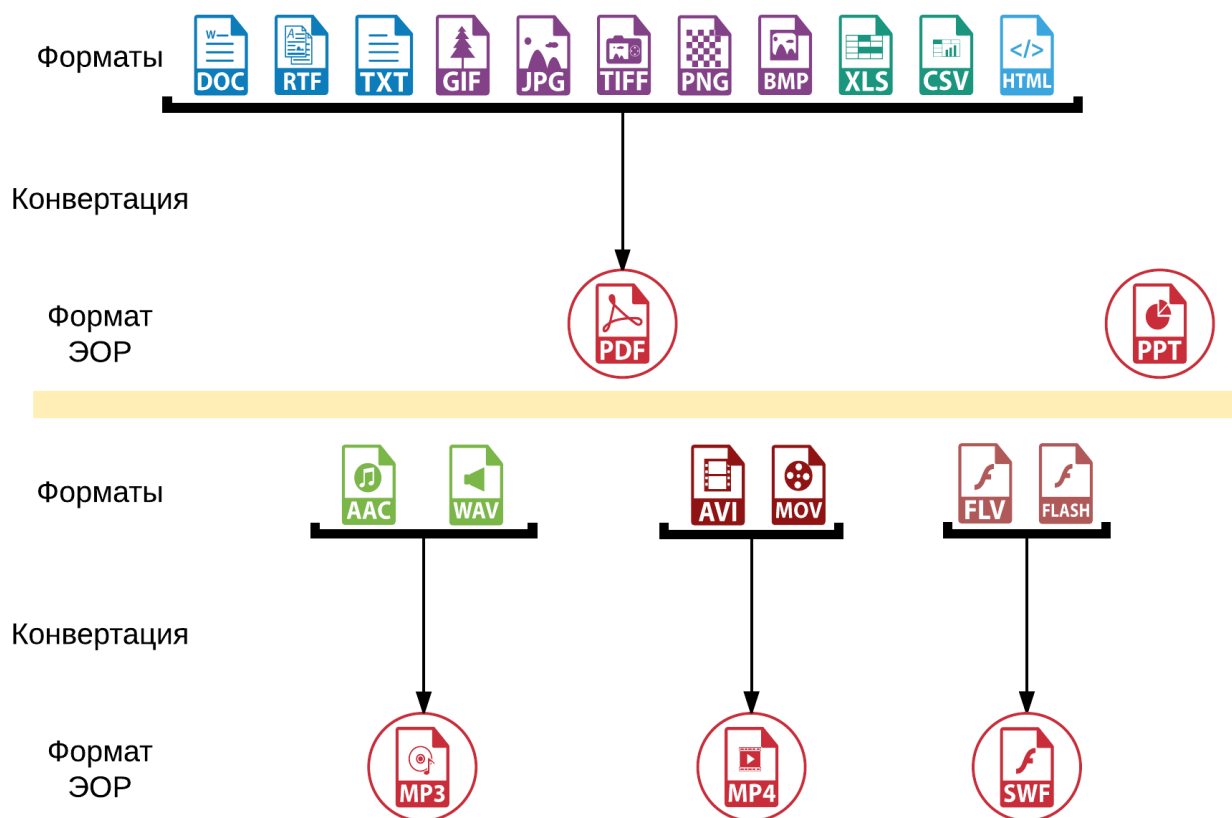 Форматы
DOC RTF TXT GIF JPG TIFF PNG BMP XLS CSV HTML
Конвертация
Формат
ЭОР
PDF PPT
Форматы
AAC WAV AVI MOV FLV FLASH
Конвертация
Формат
ЭОР
MP3 MP4 SWF